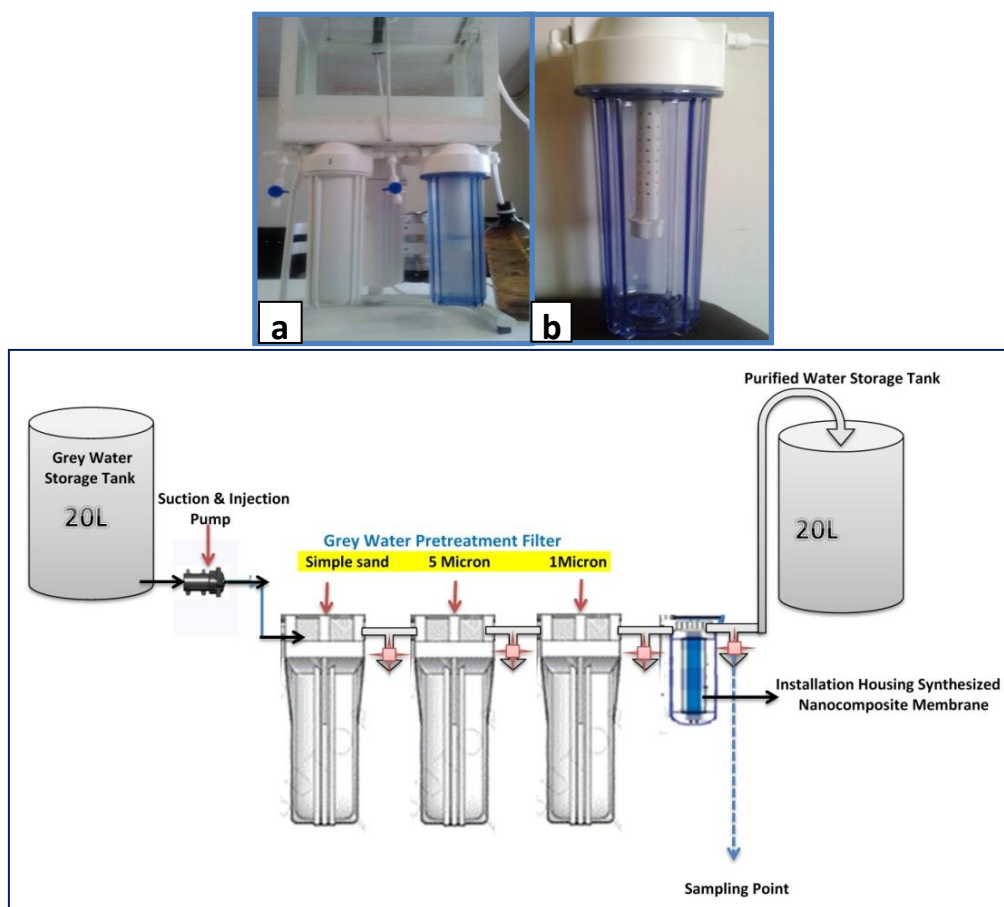 1
a
b
Purified Water Storage Tank
Grey Water
Storage Tank
20L
Suction & Injection
Pump
Grey Water Pretreatment Filter
Simple sand 5 Micron 1Micron
20L
Installation Housing Synthesized
Nanocomposite Membrane
Sampling Point